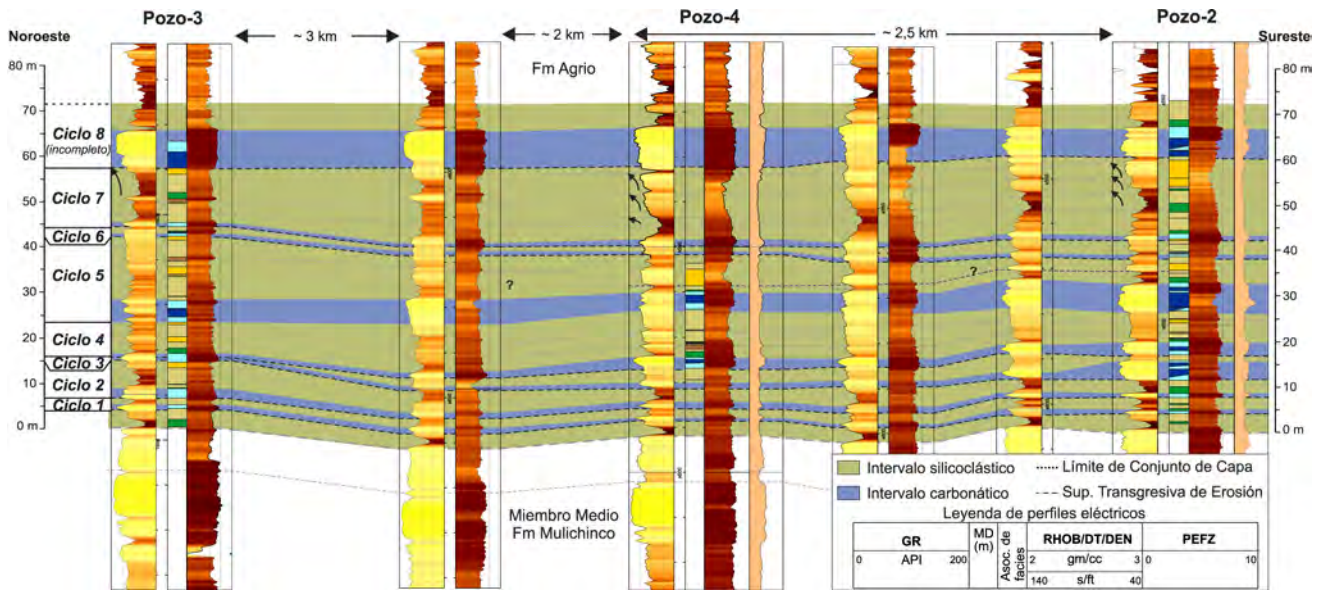 Pozo-3
Pozo-4
Pozo-2
Noroeste
~ 3 km
~ 2 km
~ 2,5 km
Sureste
Fm Agrio
80 m
70
60
50
40
30
20
10
0 m
80 m
70
60
50
40
30
20
10
0 m
Ciclo 8
(incompleto)
Ciclo 7
Ciclo 6
Ciclo 5
Ciclo 4
Ciclo 3
Ciclo 2
Ciclo 1
?
?
Miembro Medio
Fm Mulichinco
Intervalo silicoclástico
Límite de Conjunto de Capa
Intervalo carbonático
Sup. Transgresiva de Erosión
Leyenda de perfiles eléctricos
GR
0 API 200
MD
(m)
Asoc. de
facies
RHOB/DT/DEN
2 gm/cc 3
140 s/ft 40
PEFZ
0 10